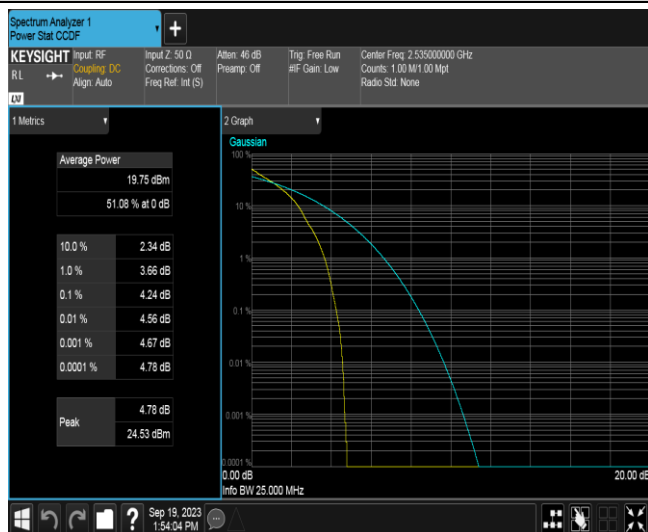 Spectrum Analyzer 1
Power Stat CCDF
KEYSIGHT
RL
LXI
Input: RF
Coupling: DC
Align: Auto
Input Z: 50 Ω
Corrections: Off
Freq Ref: Int (S)
Atten: 46 dB
Preamp: Off
Trig: Free Run
#IF Gain: Low
Center Freq: 2.535000000 GHz
Counts: 1.00 M/1.00 Mpt
Radio Std: None
1 Metrics
Average Power
19.75 dBm
51.08 % at 0 dB
10.0 % 2.34 dB
1.0 % 3.66 dB
0.1 % 4.24 dB
0.01 % 4.56 dB
0.001 % 4.67 dB
0.0001 % 4.78 dB
Peak
4.78 dB
24.53 dBm
2 Graph
Gaussian
100 %
10 %
1 %
0.1 %
0.01 %
0.001 %
0.0001 %
0.00 dB
20.00 dB
Info BW 25.000 MHz
?
Sep 19, 2023
1:54:04 PM